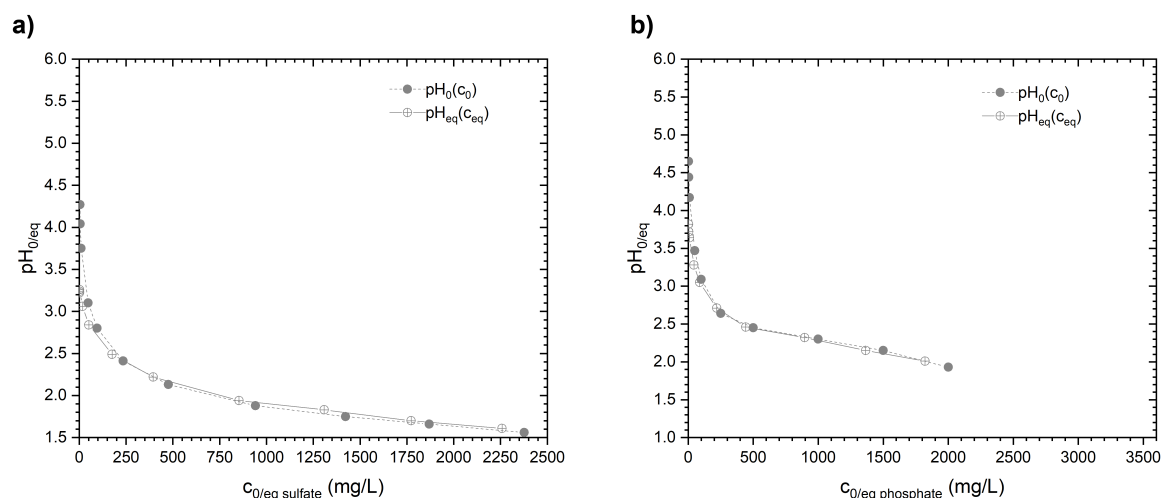 a)
6.0
5.5
5.0
4.5
4.0
3.5
3.0
2.5
2.0
1.5
pH0/eq
pH0(c0)
pHeq(ceq)
0 250 500 750 1000 1250 1500 1750 2000 2250 2500
c0/eq sulfate (mg/L)
b)
6.0
5.5
5.0
4.5
4.0
3.5
3.0
2.5
2.0
1.5
1.0
pH0/eq
pH0(c0)
pHeq(ceq)
0 500 1000 1500 2000 2500 3000 3500
c0/eq phosphate (mg/L)